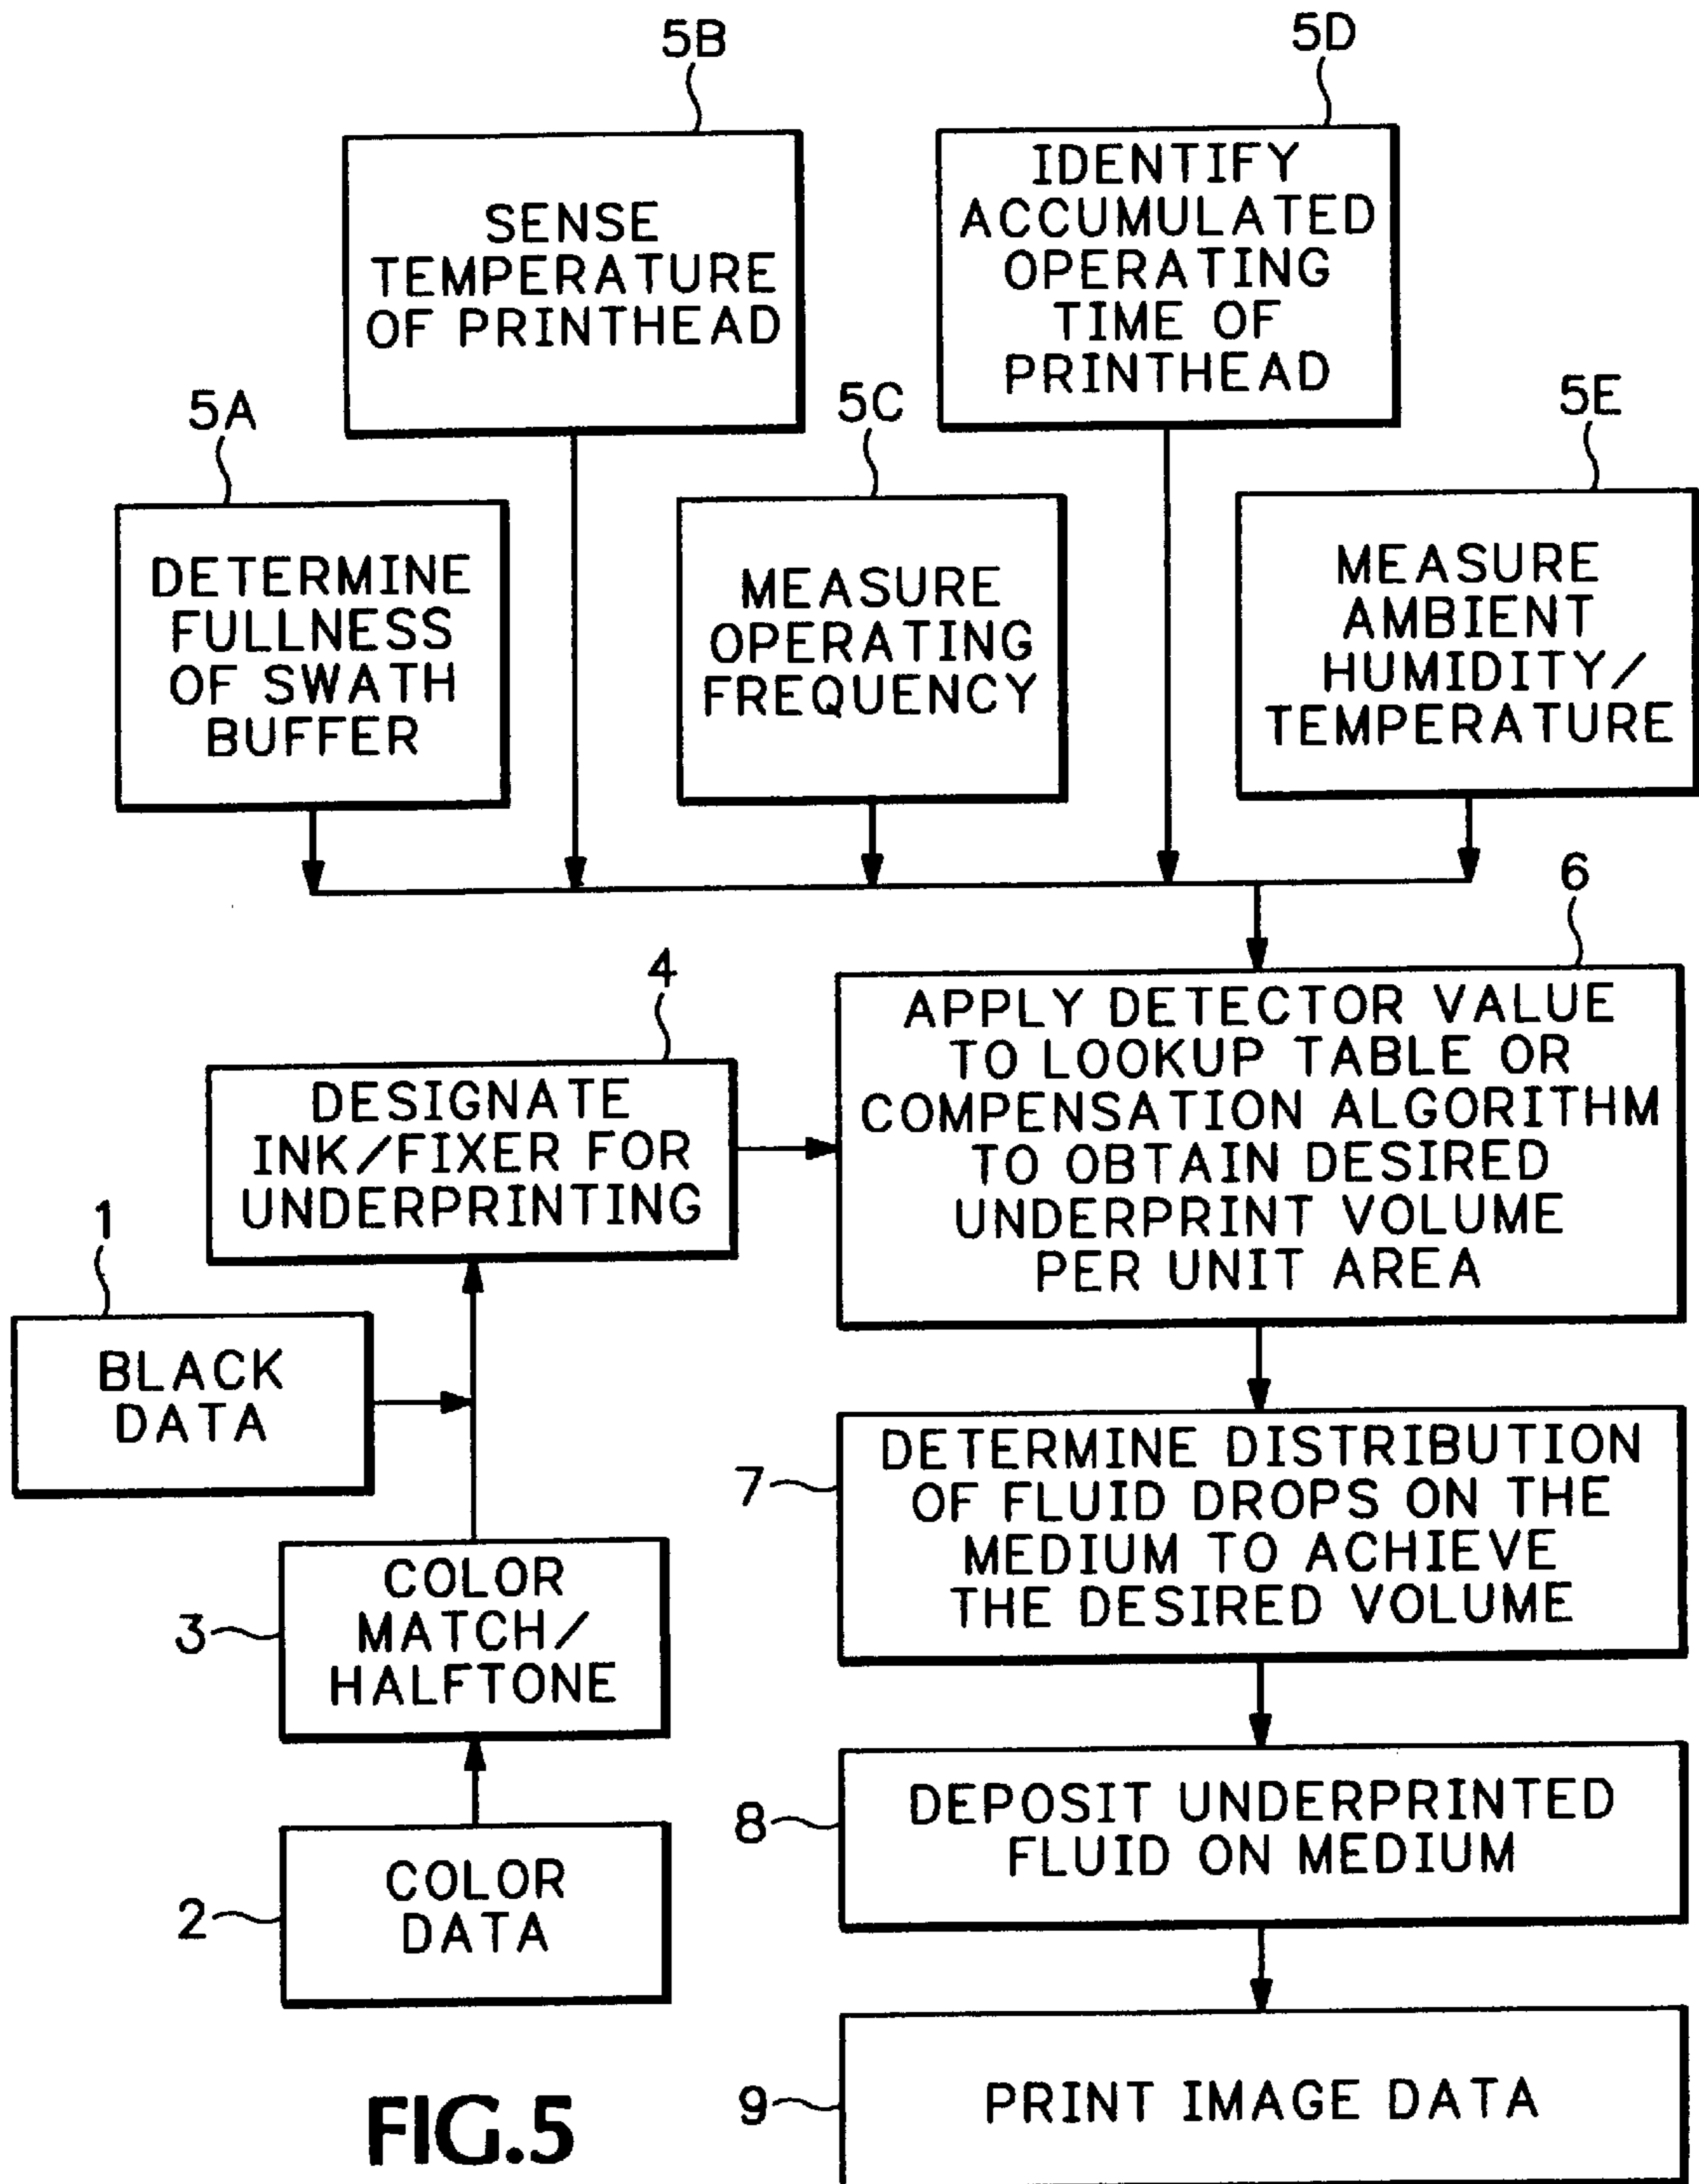 5B
5D
SENSE
TEMPERATURE
OF PRINTHEAD
IDENTIFY
ACCUMULATED
OPERATING
TIME OF
PRINTHEAD
5A
5C
5E
DETERMINE
FULLNESS
OF SWATH
BUFFER
MEASURE
OPERATING
FREQUENCY
MEASURE
AMBIENT
HUMIDITY/
TEMPERATURE
6
4
APPLY DETECTOR VALUE
TO LOOKUP TABLE OR
COMPENSATION ALGORITHM
TO OBTAIN DESIRED
UNDERPRINT VOLUME
PER UNIT AREA
DESIGNATE
INK/FIXER FOR
UNDERPRINTING
1
BLACK
DATA
7
DETERMINE DISTRIBUTION
OF FLUID DROPS ON THE
MEDIUM TO ACHIEVE
THE DESIRED VOLUME
3
COLOR
MATCH/
HALFTONE
8
DEPOSIT UNDERPRINTED
FLUID ON MEDIUM
2
COLOR
DATA
9
PRINT IMAGE DATA
FIG.5